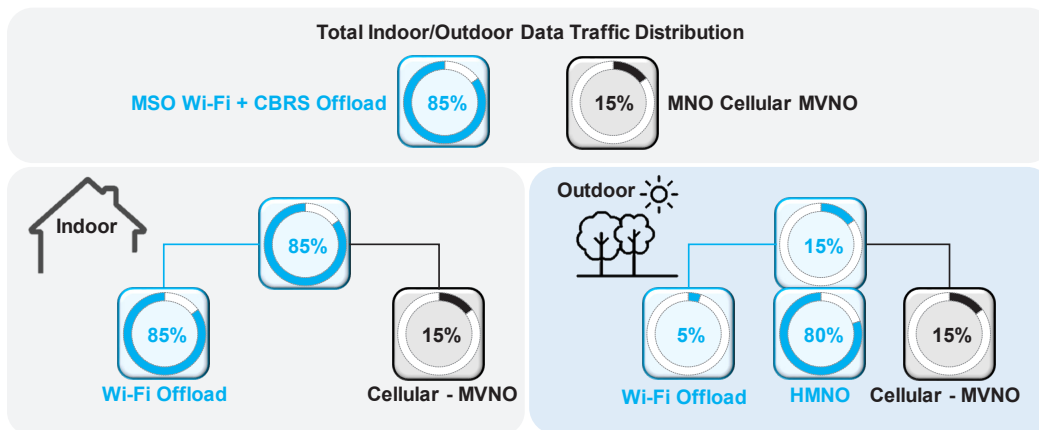 Total Indoor/Outdoor Data Traffic Distribution
MSO Wi-Fi + CBRS Offload
85%
15%
MNO Cellular MVNO
Indoor
85%
85%
15%
Wi-Fi Offload
Cellular - MVNO
Outdoor
15%
5%
80%
15%
Wi-Fi Offload
HMNO
Cellular - MVNO